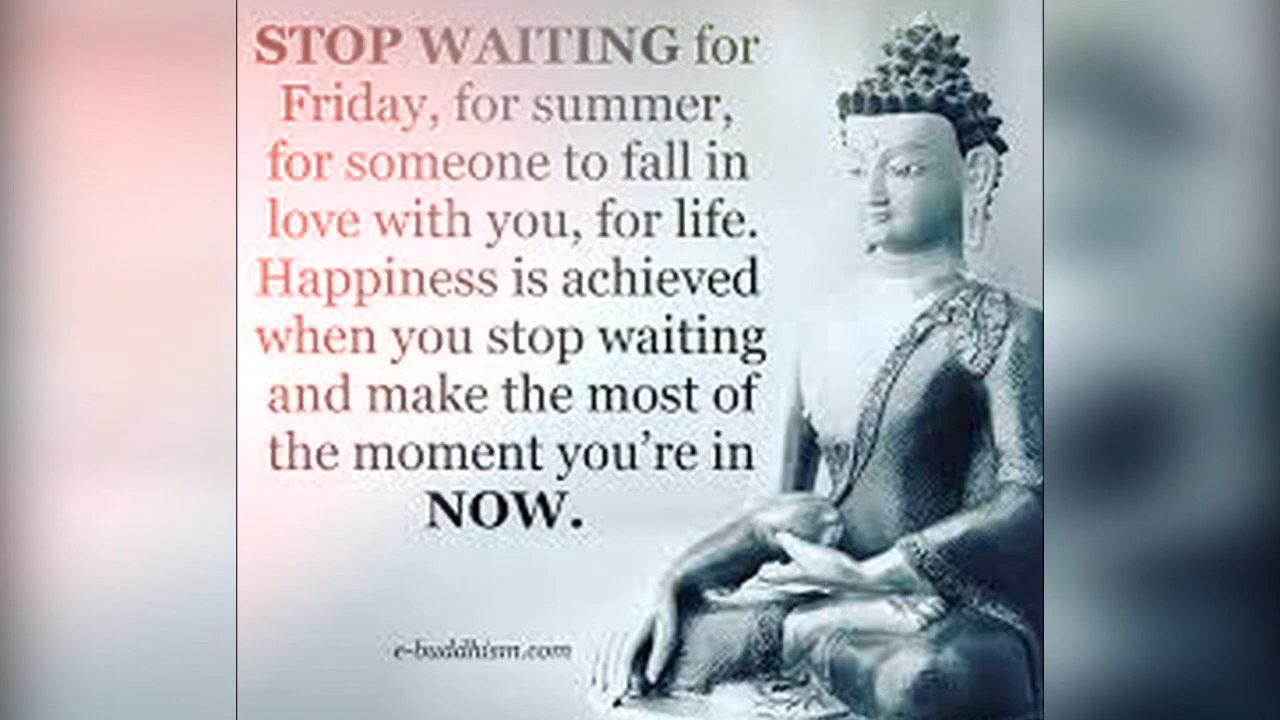 STOP WAITING for
Friday, for summer,
for someone to fall in
love with you, for life.
Happiness is achieved
when you stop waiting
and make the most of
the moment you're in
NOW.
e-buddhism.com